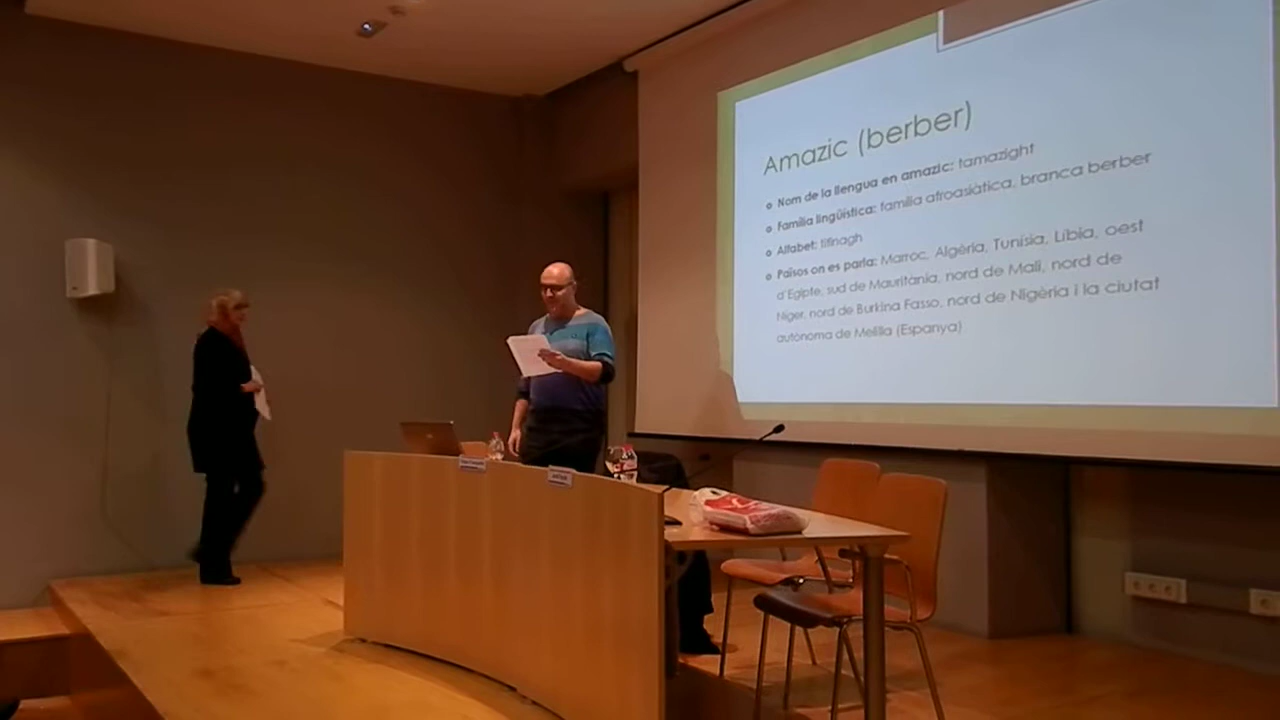 Amazic (berber)
Nom de la llengua en amazic: tamazight
Família lingüística: família afroasiàtica, branca berber
Alfabet: tifinagh
Països on es parla: Marroc, Algèria, Tunísia, Líbia, oest
d'Egipte, sud de Mauritània, nord de Mali, nord de
Níger, nord de Burkina Fasso, nord de Nigèria i la ciutat
autònoma de Melilla (Espanya)